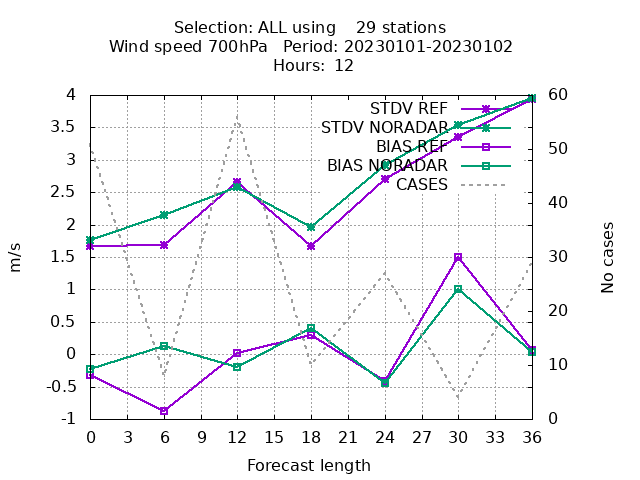 Selection: ALL using    29 stations
Wind speed 700hPa   Period: 20230101-20230102
Hours:  12
STDV REF
STDV NORADAR
BIAS REF
BIAS NORADAR
CASES
4
3.5
3
2.5
2
1.5
1
0.5
0
-0.5
-1
60
50
40
30
20
10
0
m/s
No cases
0 3 6 9 12 15 18 21 24 27 30 33 36
Forecast length